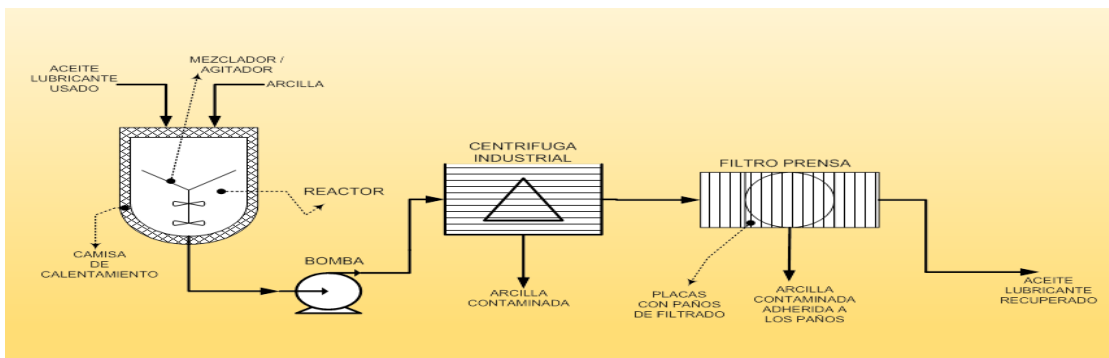 ACEITE
LUBRICANTE
USADO
MEZCLADOR /
AGITADOR
ARCILLA
REACTOR
CAMISA
DE
CALENTAMIENTO
BOMBA
CENTRIFUGA
INDUSTRIAL
ARCILLA
CONTAMINADA
FILTRO PRENSA
PLACAS
CON PAÑOS
DE FILTRADO
ARCILLA
CONTAMINADA
ADHERIDA A
LOS PAÑOS
ACEITE
LUBRICANTE
RECUPERADO